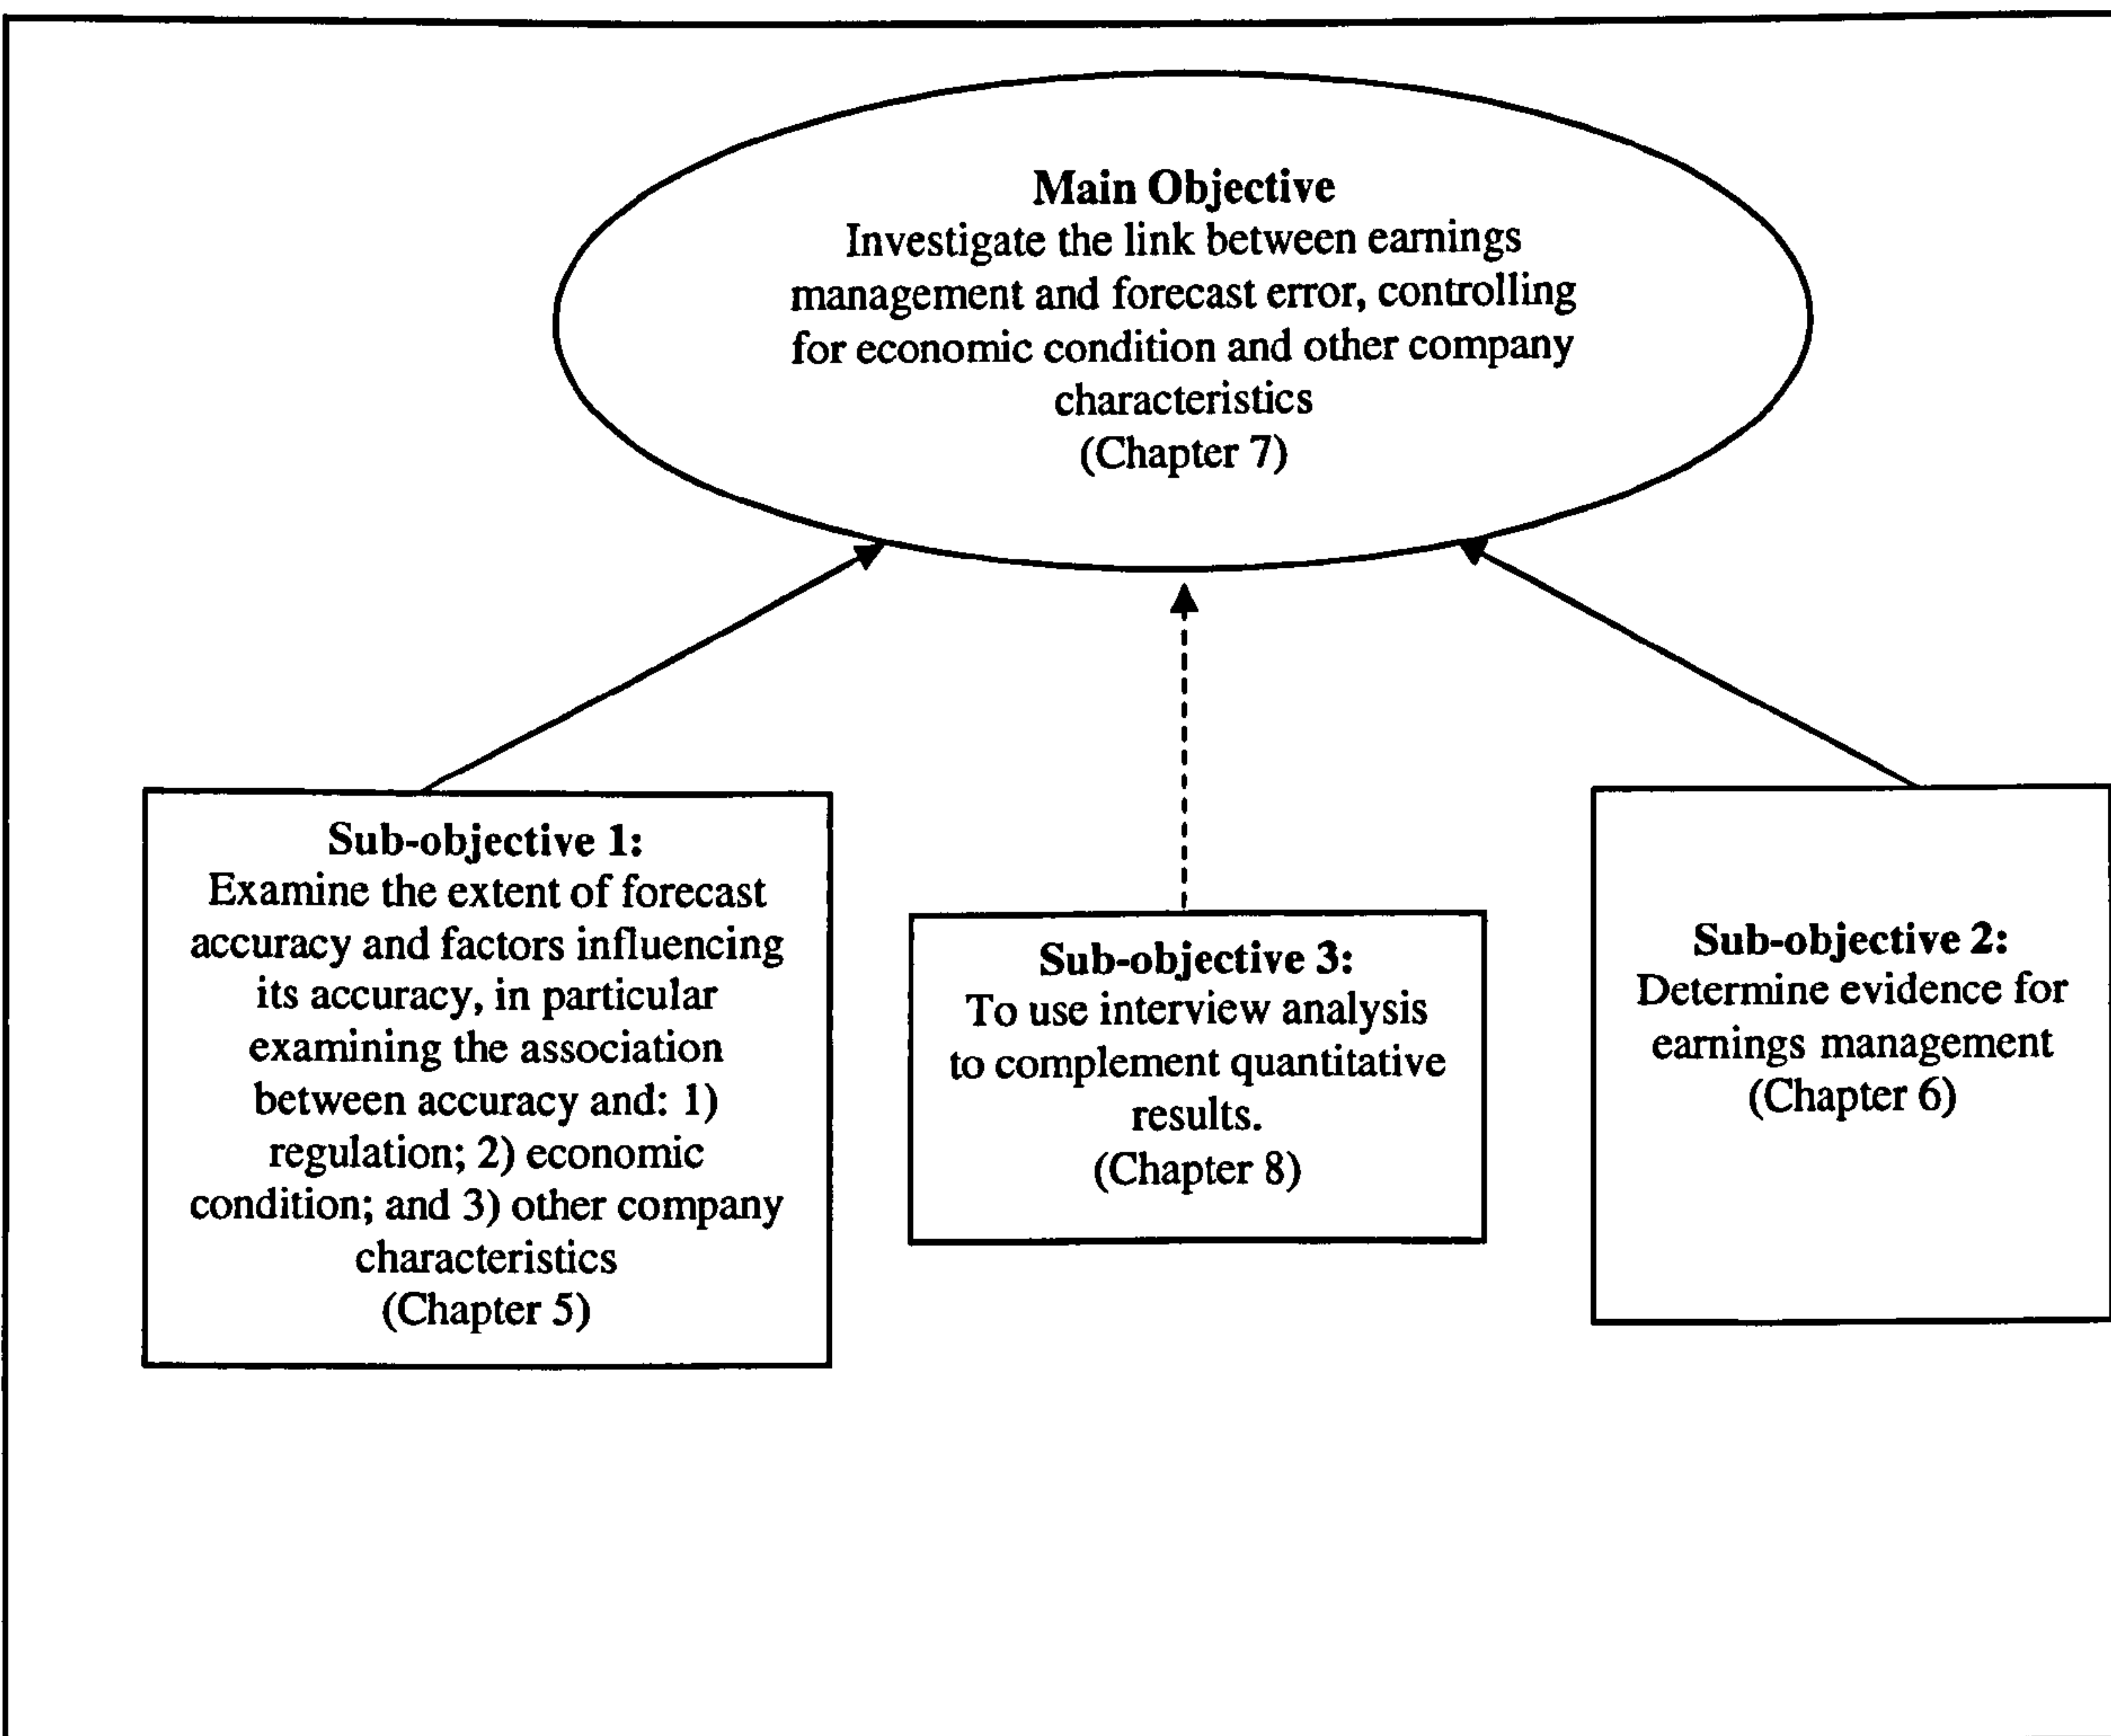 Main Objective
Investigate the link between earnings
management and forecast error, controlling
for economic condition and other company
characteristics
(Chapter 7)
Sub-objective 1:
Examine the extent of forecast
accuracy and factors influencing
its accuracy, in particular
examining the association
between accuracy and: 1)
regulation; 2) economic
condition; and 3) other company
characteristics
(Chapter 5)
Sub-objective 3:
To use interview analysis
to complement quantitative
results.
(Chapter 8)
Sub-objective 2:
Determine evidence for
earnings management
(Chapter 6)